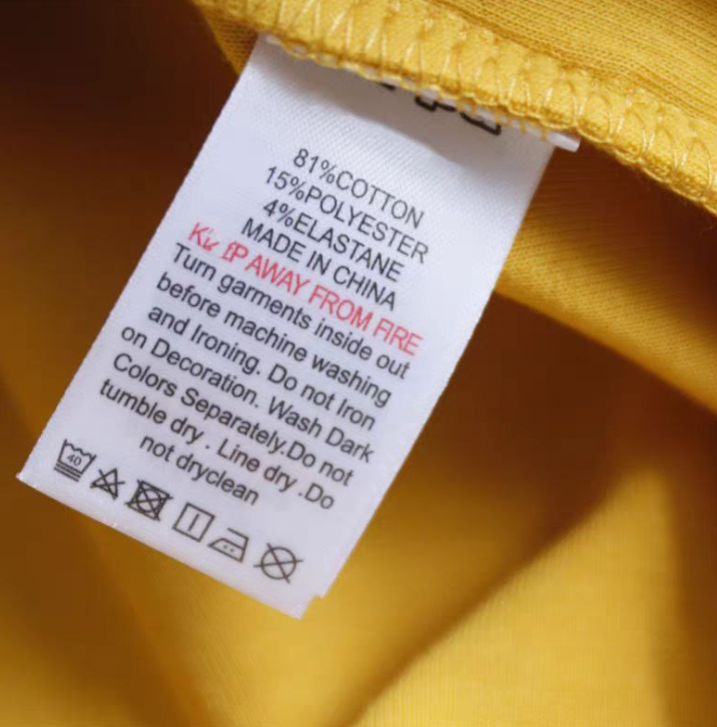 81%COTTON
15%POLYESTER
4%ELASTANE
MADE IN CHINA
AWAY FROM FIRE
Turn garments inside out
before machine washing
and Ironing. Do not Iron
on Decoration. Wash Dark
Colors Separately.Do not
tumble dry . Line dry .Do
not dryclean
40